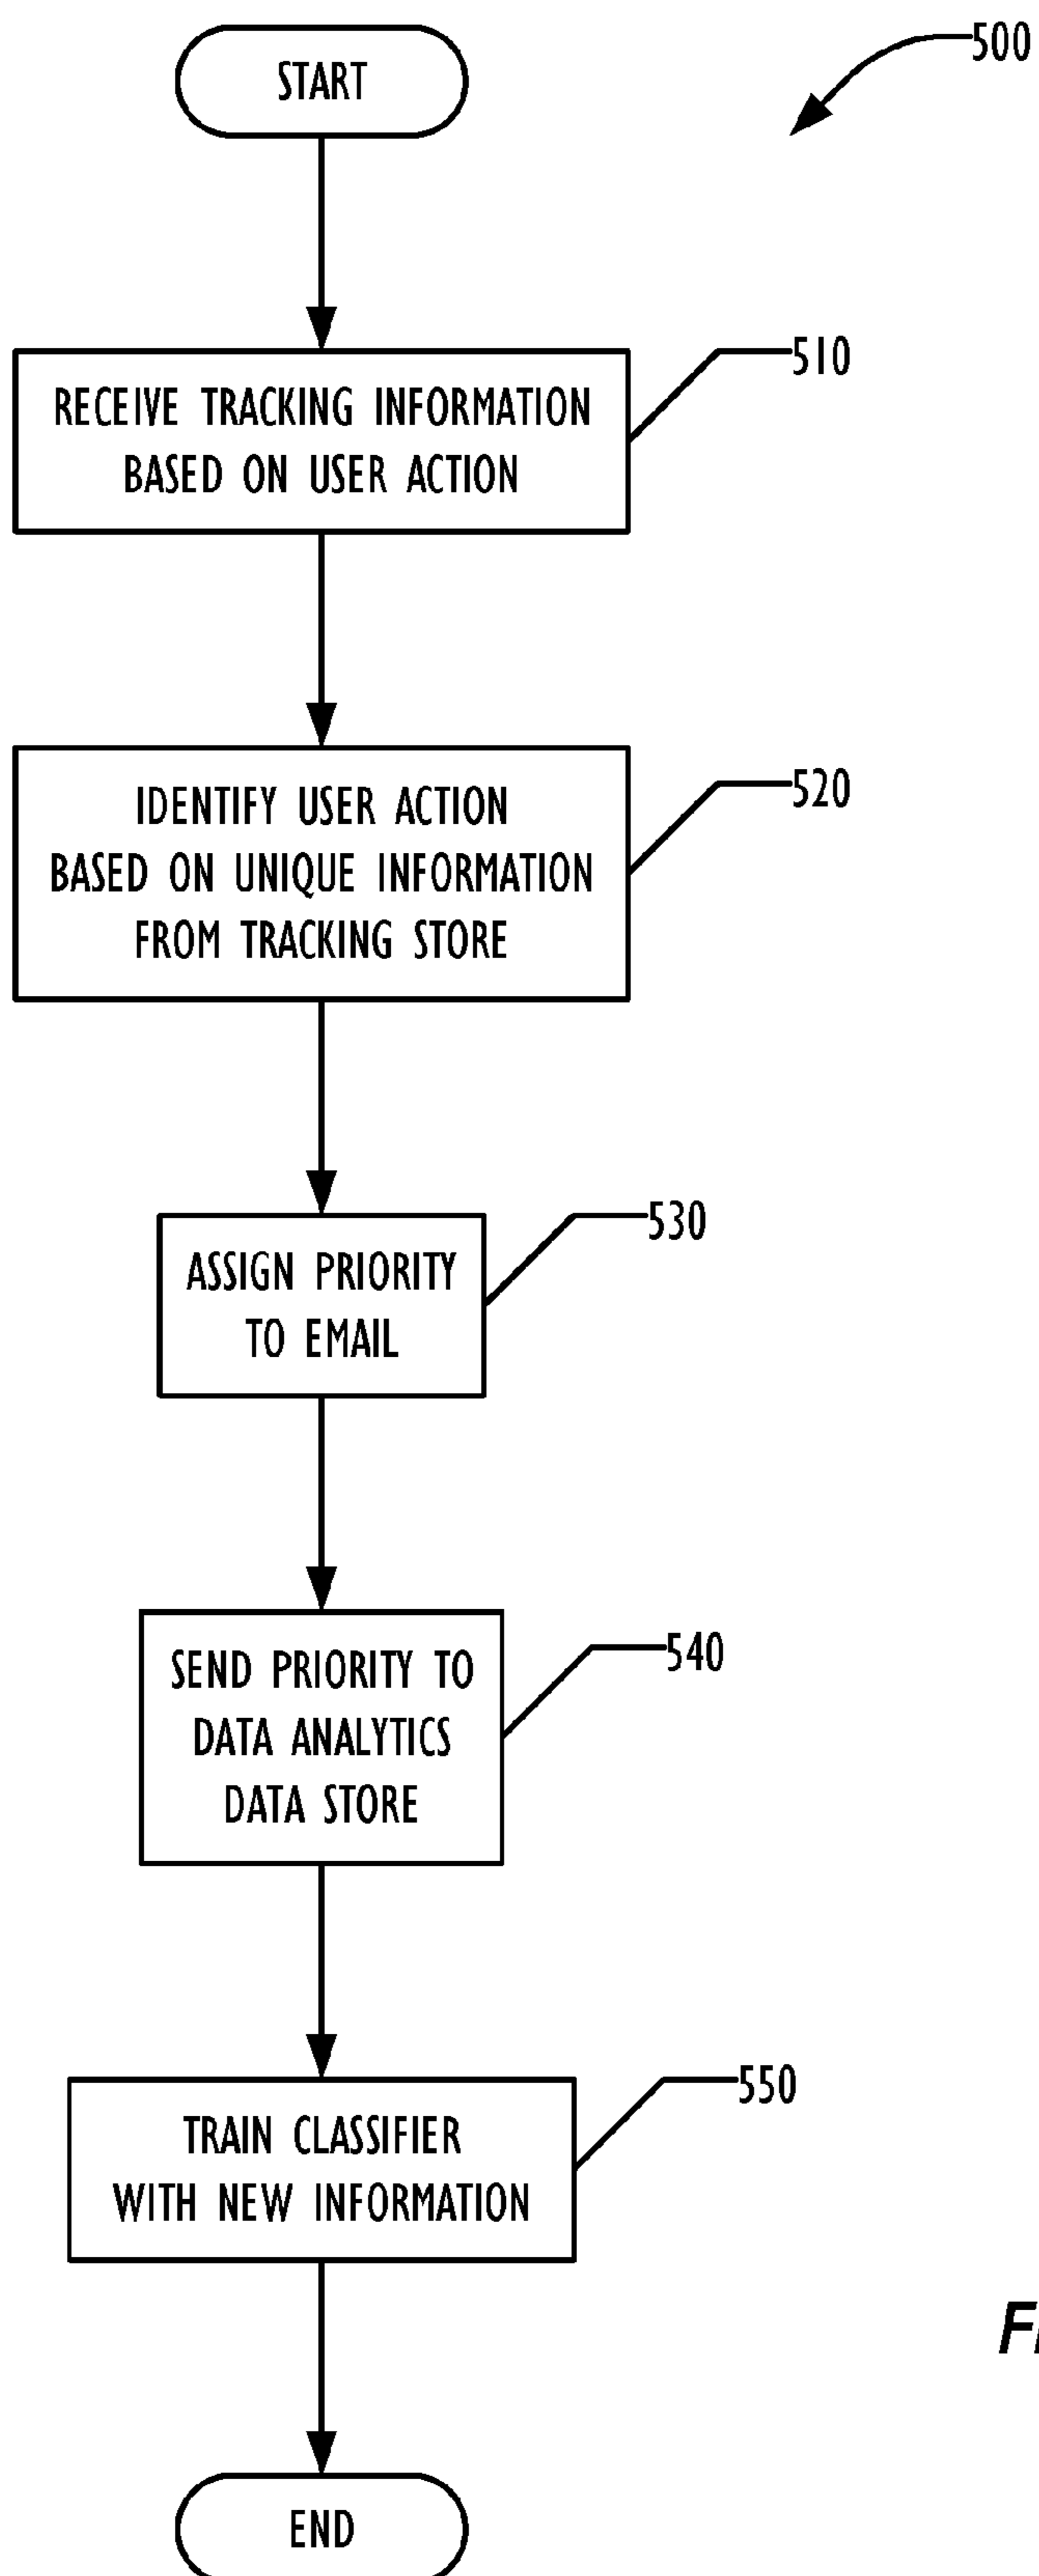 START
500
RECEIVE TRACKING INFORMATION
BASED ON USER ACTION
510
IDENTIFY USER ACTION
BASED ON UNIQUE INFORMATION
FROM TRACKING STORE
520
ASSIGN PRIORITY
TO EMAIL
530
SEND PRIORITY TO
DATA ANALYTICS
DATA STORE
540
TRAIN CLASSIFIER
WITH NEW INFORMATION
550
END